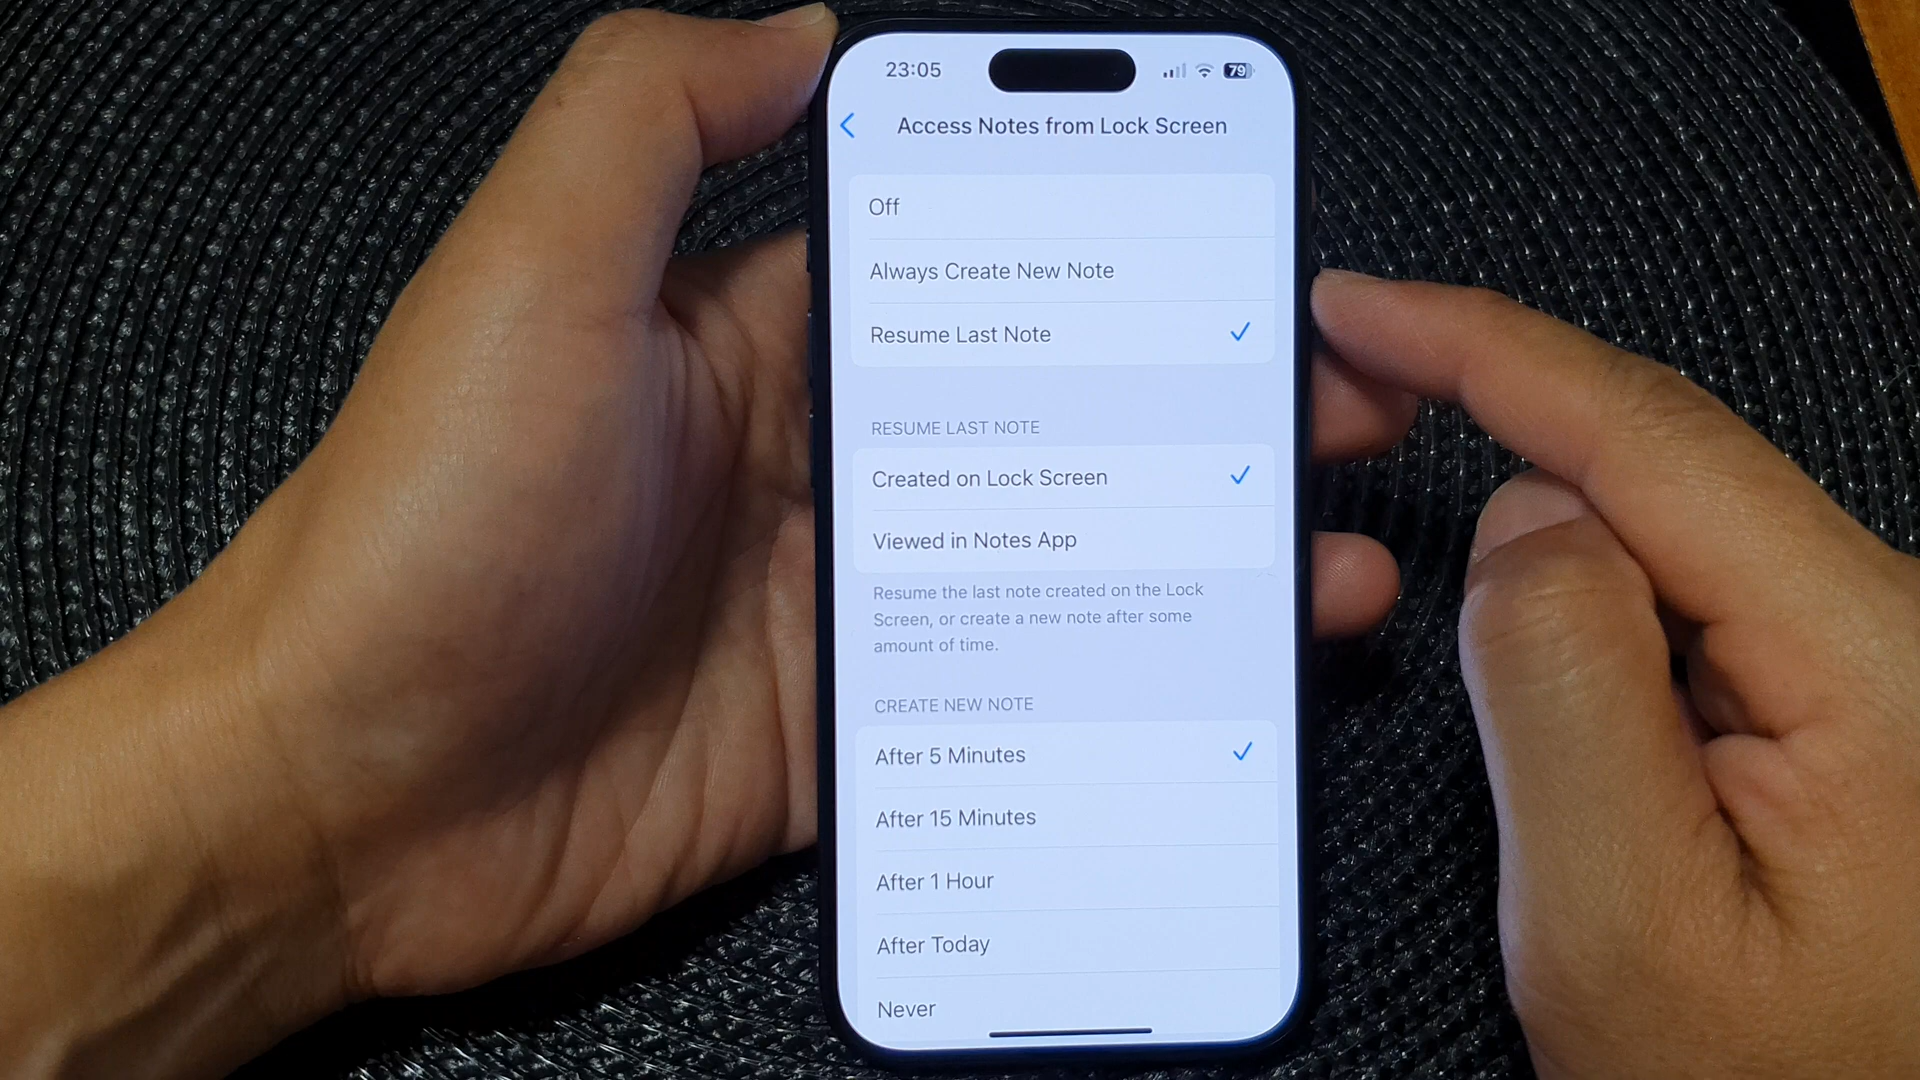 23:05
79
Access Notes from Lock Screen
Off
Always Create New Note
Resume Last Note
RESUME LAST NOTE
Created on Lock Screen
Viewed in Notes App
Resume the last note created on the Lock
Screen, or create a new note after some
amount of time.
CREATE NEW NOTE
After 5 Minutes
After 15 Minutes
After 1 Hour
After Today
Never